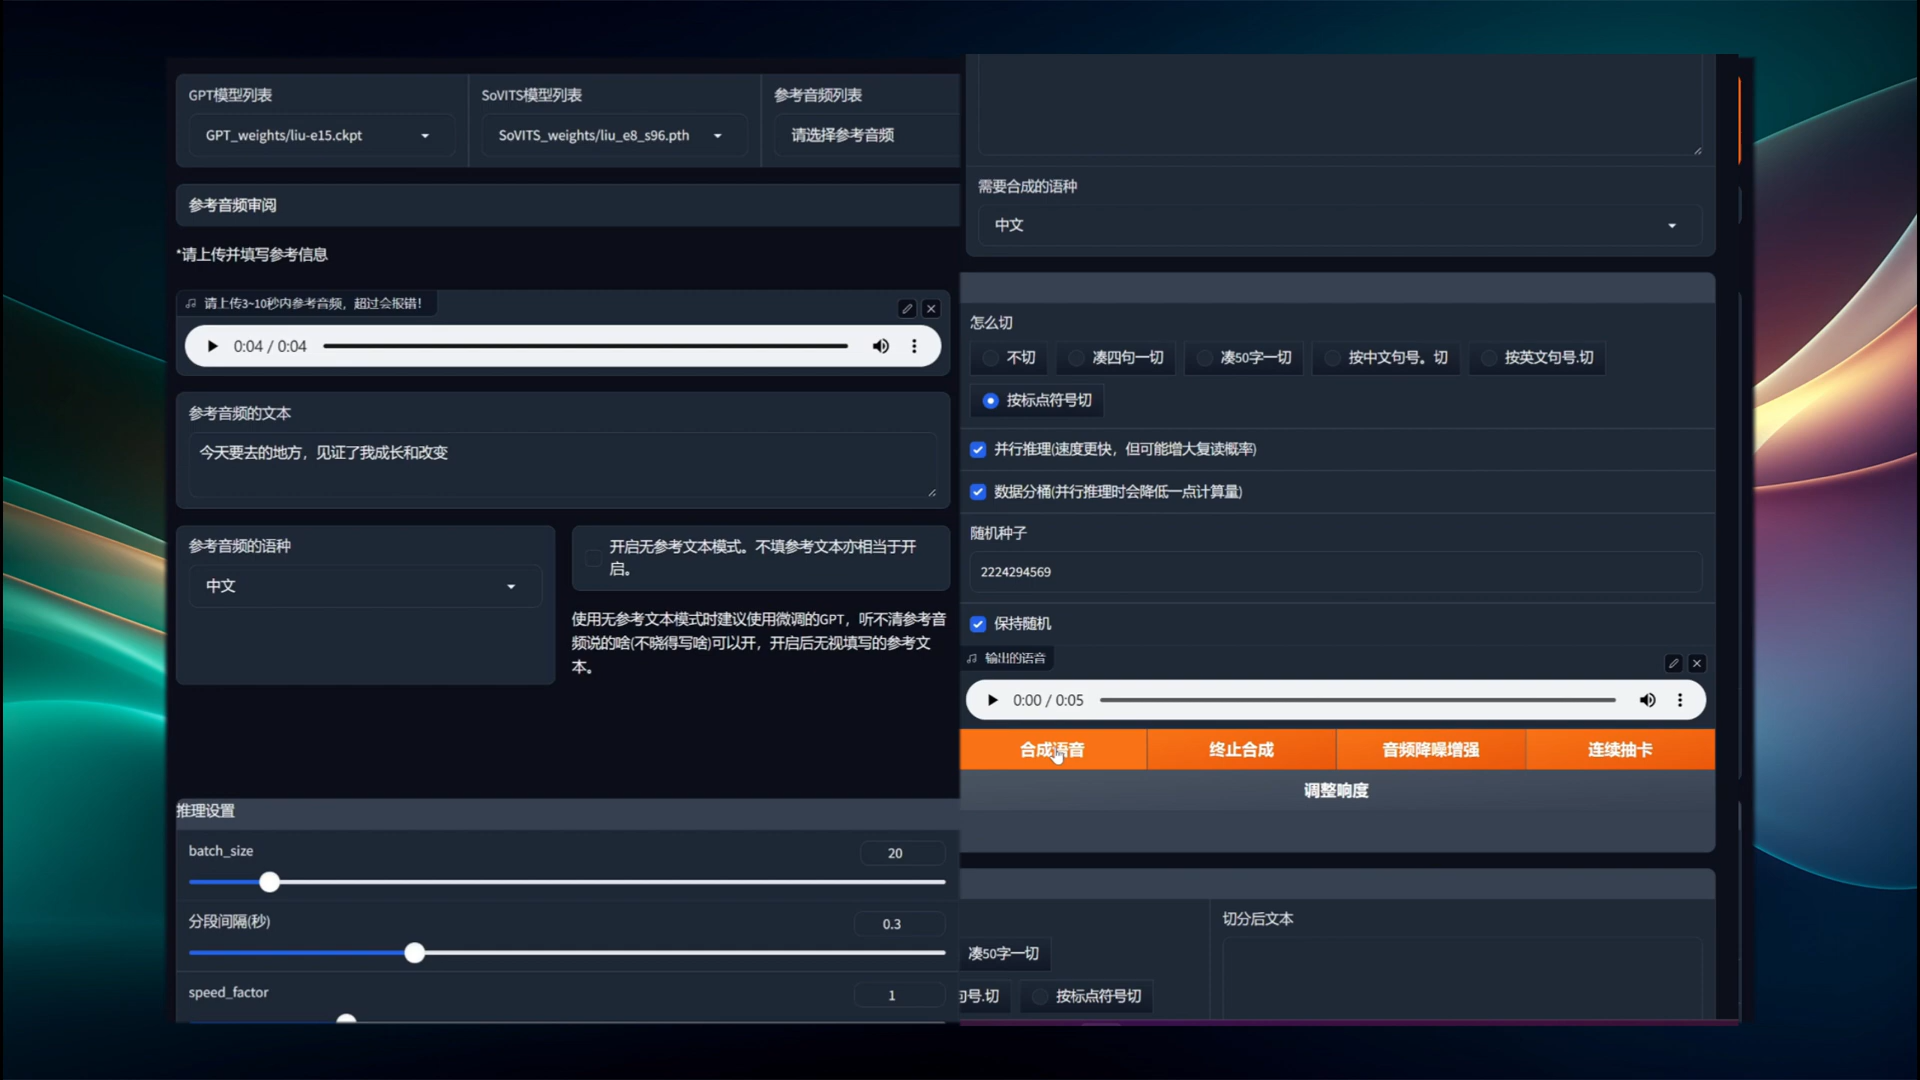 GPT模型列表
GPT_weights/liu-e15.ckpt
SoVITS模型列表
SoVITS_weights/liu_e8_s96.pth
参考音频列表
请选择参考音频
参考音频审阅
*请上传并填写参考信息
请上传3~10秒内参考音频，超过会报错！
0:04 / 0:04
参考音频的文本
今天要去的地方，见证了我成长和改变
参考音频的语种
中文
开启无参考文本模式。不填参考文本亦相当于开
启。
使用无参考文本模式时建议使用微调的GPT，听不清参考音
频说的啥(不晓得写啥)可以开，开启后无视填写的参考文
本。
推理设置
batch_size
20
分段间隔(秒)
0.3
speed_factor
1
需要合成的语种
中文
怎么切
不切
凑四句一切
凑50字一切
按中文句号。切
按英文句号.切
按标点符号切
并行推理(速度更快，但可能增大复读概率)
数据分桶(并行推理时会降低一点计算量)
随机种子
2224294569
保持随机
输出的语音
0:00 / 0:05
合成语音
终止合成
音频降噪增强
连续抽卡
调整响度
切分后文本
凑50字一切
句号.切
按标点符号切